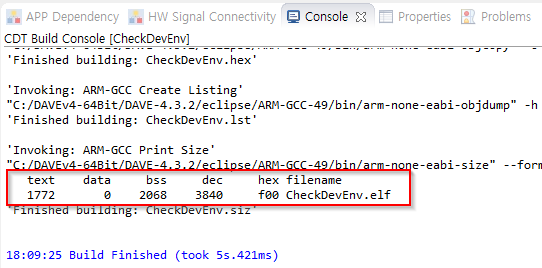 APP Dependency HW Signal Connectivity Console Properties Problems
CDT Build Console [CheckDevEnv]
'Finished building: CheckDevEnv.hex'
'Invoking: ARM-GCC Create Listing'
"C:/DAVEv4-64Bit/DAVE-4.3.2/eclipse/ARM-GCC-49/bin/arm-none-eabi-objdump" -h
'Finished building: CheckDevEnv.lst'
'Invoking: ARM-GCC Print Size'
"C:/DAVEv4-64Bit/DAVE-4.3.2/eclipse/ARM-GCC-49/bin/arm-none-eabi-size" --form
text data bss dec hex filename
1772 0 2068 3840 f00 CheckDevEnv.elf
'Finished building: CheckDevEnv.siz'
18:09:25 Build Finished (took 5s.421ms)